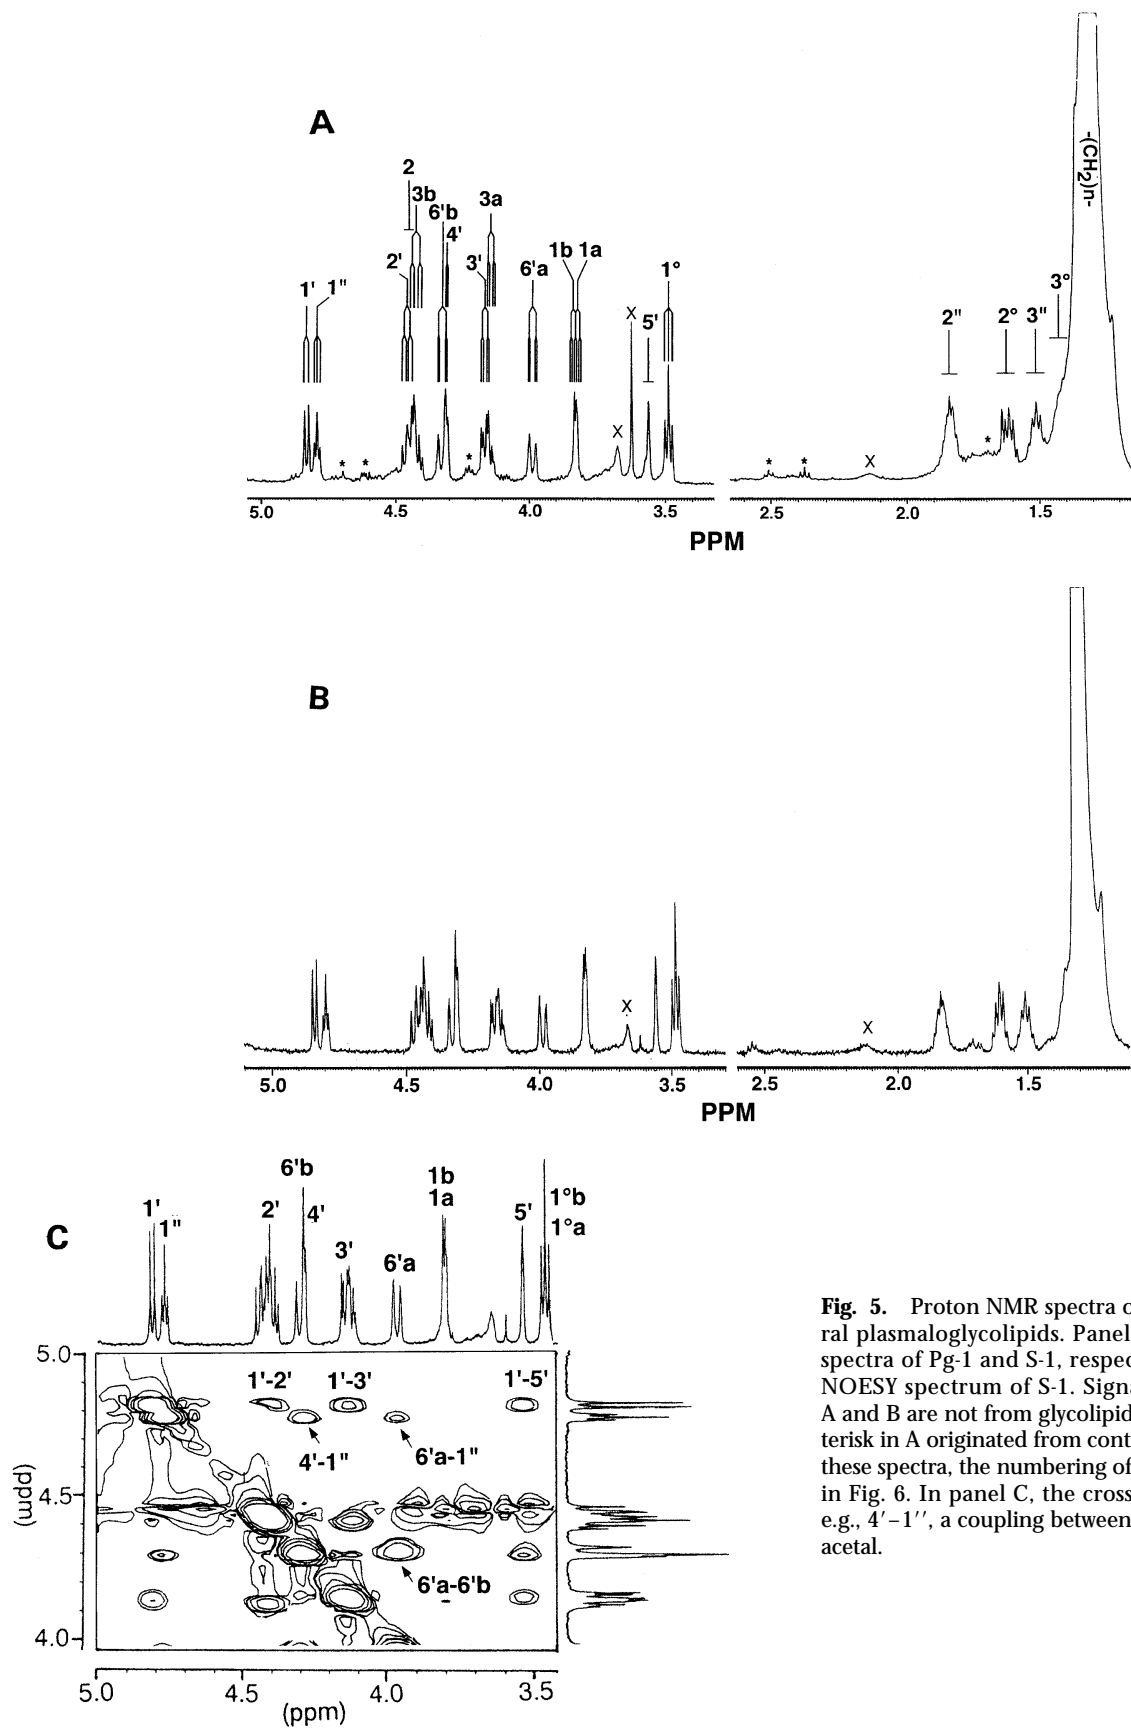 A
2
3b
6'b
4'
3a
2'
3'
6'a
1b
1a
1°
1'
1"
X
5'
X
2"
2°
3"
3°
-(CH2)n-
*
*
*
*
*
*
X
5.0
4.5
4.0
3.5
2.5
2.0
1.5
PPM
B
X
X
5.0
4.5
4.0
3.5
2.5
2.0
1.5
PPM
C
1'
1"
2'
6'b
4'
3'
6'a
1b
1a
5'
1°b
1°a
5.0
4.5
4.0
(ppm)
1'-2'
1'-3'
1'-5'
4'-1"
6'a-1"
6'a-6'b
5.0
4.5
4.0
3.5
(ppm)
Fig. 5. Proton NMR spectra o
ral plasmaloglycolipids. Panel
spectra of Pg-1 and S-1, respec
NOESY spectrum of S-1. Signa
A and B are not from glycolipid
terisk in A originated from cont
these spectra, the numbering of
in Fig. 6. In panel C, the cross
e.g., 4′–1′′, a coupling between
acetal.